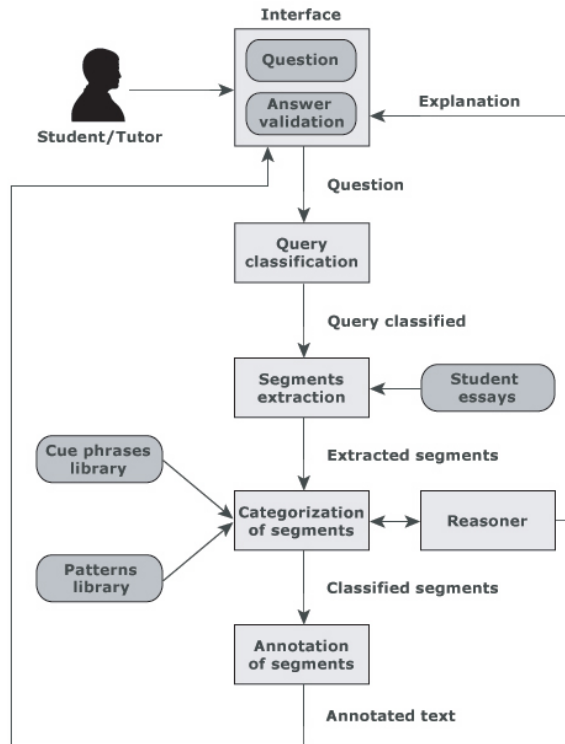 Interface
Question
Answer
validation
Student/Tutor
Explanation
Question
Query
classification
Query classified
Segments
extraction
Student
essays
Cue phrases
library
Extracted segments
Categorization
of segments
Reasoner
Patterns
library
Classified segments
Annotation
of segments
Annotated text